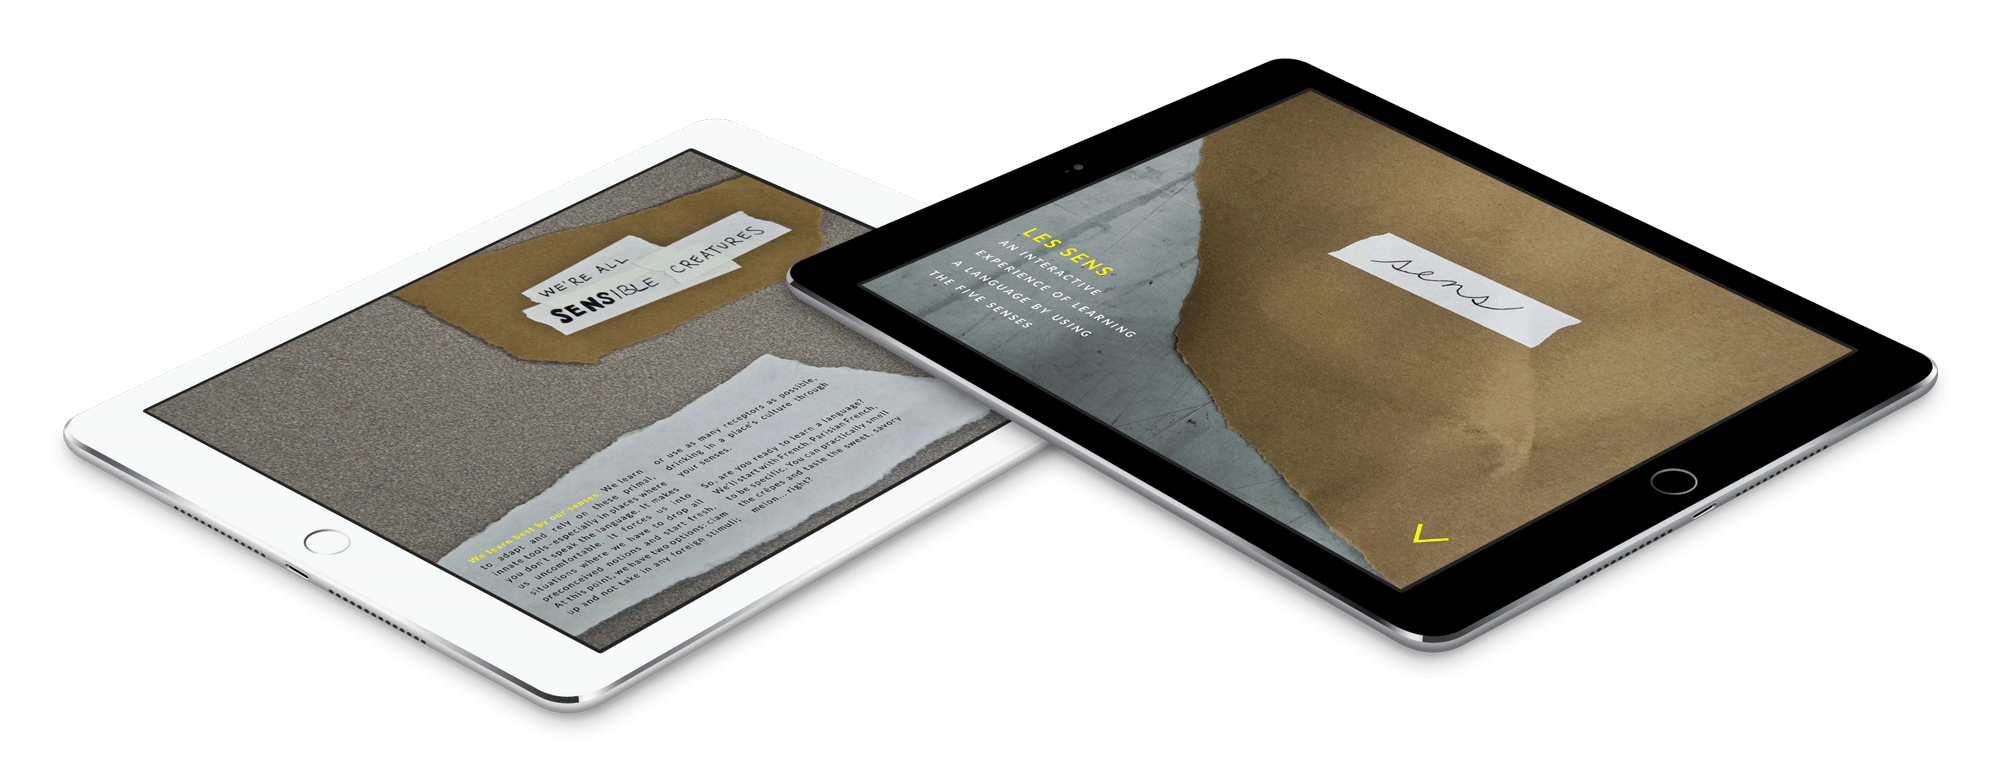 WE'RE ALL
SENSIBLE CREATURES
We learn best by our senses. We learn
to adapt and rely on these primal,
innate tools–especially in places where
you don't speak the language. It makes
us uncomfortable. It forces us into
situations where we have to drop all
preconceived notions and start fresh.
At this point, we have two options: clam
up and not take in any foreign stimuli;
or use as many receptors as possible,
drinking in a place's culture through
your senses.
So, are you ready to learn a language?
We'll start with French. Parisian French,
to be specific. You can practically smell
the crêpes and taste the sweet, savory
melon... right?
LES SENS
AN INTERACTIVE
EXPERIENCE OF LEARNING
A LANGUAGE BY USING
THE FIVE SENSES
sens